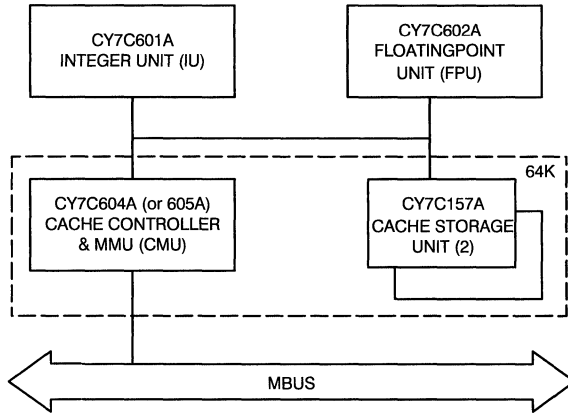 CY7C601A
INTEGER UNIT (IU)
CY7C602A
FLOATINGPOINT
UNIT (FPU)
64K
CY7C604A (or 605A)
CACHE CONTROLLER
& MMU (CMU)
CY7C157A
CACHE STORAGE
UNIT (2)
MBUS